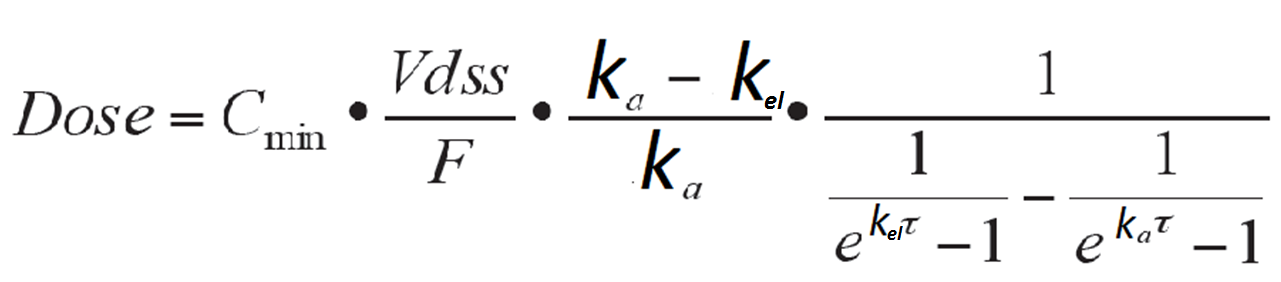 Dose = C_min • Vdss/F • (k_a − k_el)/k_a • 1/(1/(e^(k_el τ) − 1) − 1/(e^(k_a τ) − 1))